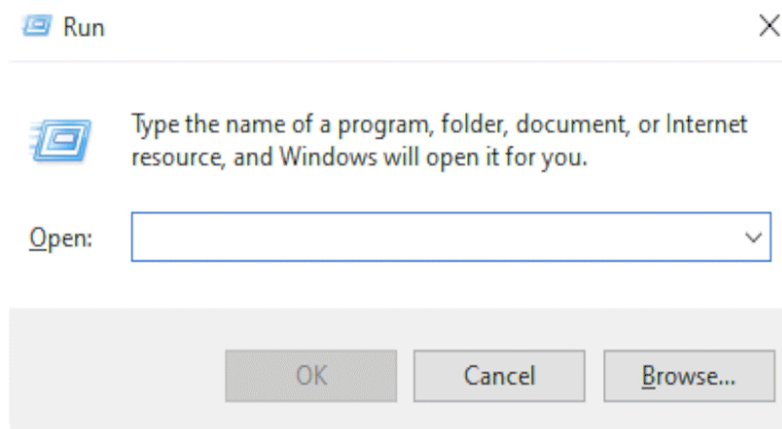 Run
Type the name of a program, folder, document, or Internet
resource, and Windows will open it for you.
Open:
OK Cancel Browse...